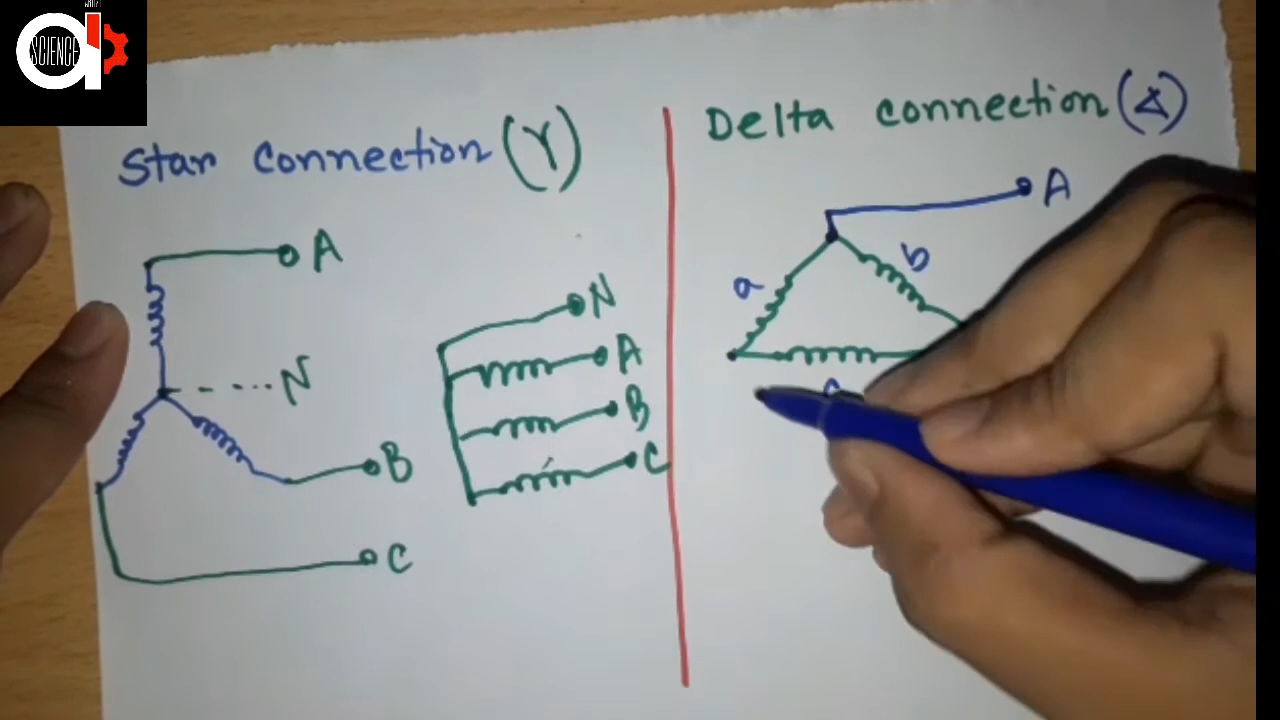 SCIENCE
Star Connection (Y)
A
N
B
C
N
A
B
C
Delta connection (Δ)
A
a
b